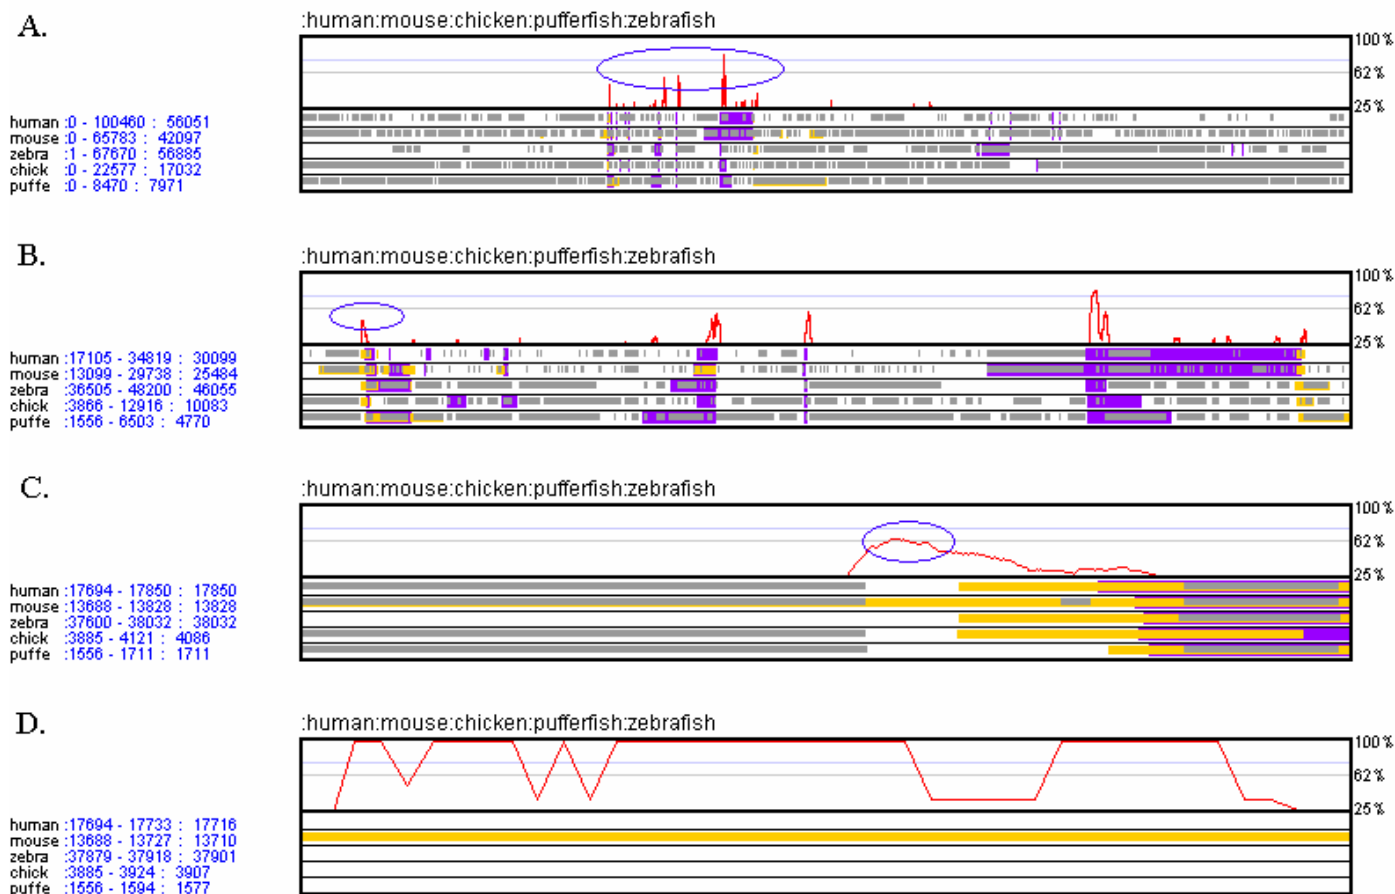 A.
:human:mouse:chicken:pufferfish:zebrafish
100%
62%
25%
human :0 - 100460 : 56051
mouse :0 - 65783 : 42097
zebra :1 - 67670 : 56885
chick :0 - 22577 : 17032
puffe :0 - 8470 : 7971
B.
:human:mouse:chicken:pufferfish:zebrafish
100%
62%
25%
human :17105 - 34819 : 30099
mouse :13099 - 29738 : 25484
zebra :36505 - 48200 : 46055
chick :3866 - 12916 : 10083
puffe :1556 - 6503 : 4770
C.
:human:mouse:chicken:pufferfish:zebrafish
100%
62%
25%
human :17694 - 17850 : 17850
mouse :13688 - 13828 : 13828
zebra :37600 - 38032 : 38032
chick :3885 - 4121 : 4086
puffe :1556 - 1711 : 1711
D.
:human:mouse:chicken:pufferfish:zebrafish
100%
62%
25%
human :17694 - 17733 : 17716
mouse :13688 - 13727 : 13710
zebra :37879 - 37918 : 37901
chick :3885 - 3924 : 3907
puffe :1556 - 1594 : 1577